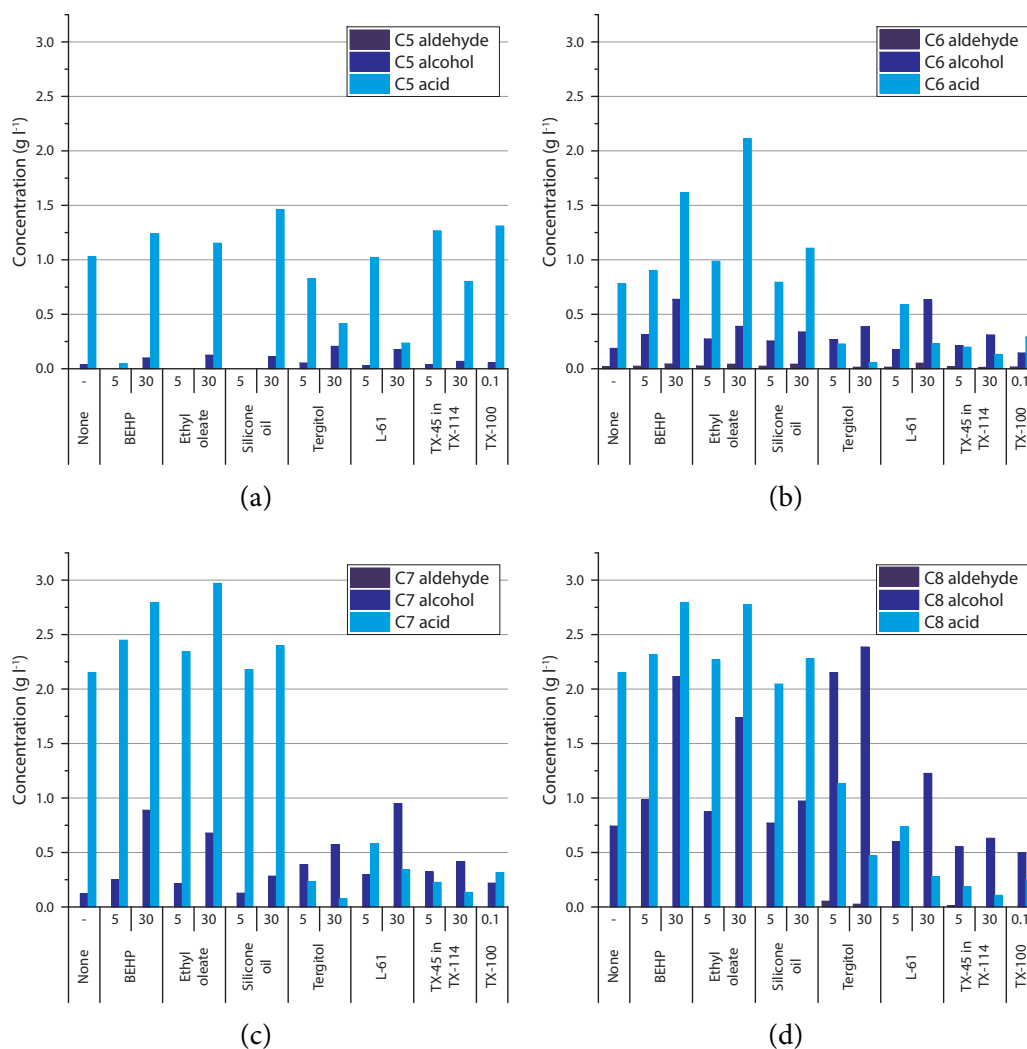 C5 aldehyde
C5 alcohol
C5 acid
Concentration (g l⁻¹)
3.0
2.5
2.0
1.5
1.0
0.5
0.0
- 5 30 5 30 5 30 5 30 5 30 5 30 0.1
None
BEHP
Ethyl
oleate
Silicone
oil
Tergitol
L-61
TX-45 in
TX-114
TX-100
(a)
C6 aldehyde
C6 alcohol
C6 acid
Concentration (g l⁻¹)
3.0
2.5
2.0
1.5
1.0
0.5
0.0
- 5 30 5 30 5 30 5 30 5 30 5 30 0.1
None
BEHP
Ethyl
oleate
Silicone
oil
Tergitol
L-61
TX-45 in
TX-114
TX-100
(b)
C7 aldehyde
C7 alcohol
C7 acid
Concentration (g l⁻¹)
3.0
2.5
2.0
1.5
1.0
0.5
0.0
- 5 30 5 30 5 30 5 30 5 30 5 30 0.1
None
BEHP
Ethyl
oleate
Silicone
oil
Tergitol
L-61
TX-45 in
TX-114
TX-100
(c)
C8 aldehyde
C8 alcohol
C8 acid
Concentration (g l⁻¹)
3.0
2.5
2.0
1.5
1.0
0.5
0.0
- 5 30 5 30 5 30 5 30 5 30 5 30 0.1
None
BEHP
Ethyl
oleate
Silicone
oil
Tergitol
L-61
TX-45 in
TX-114
TX-100
(d)